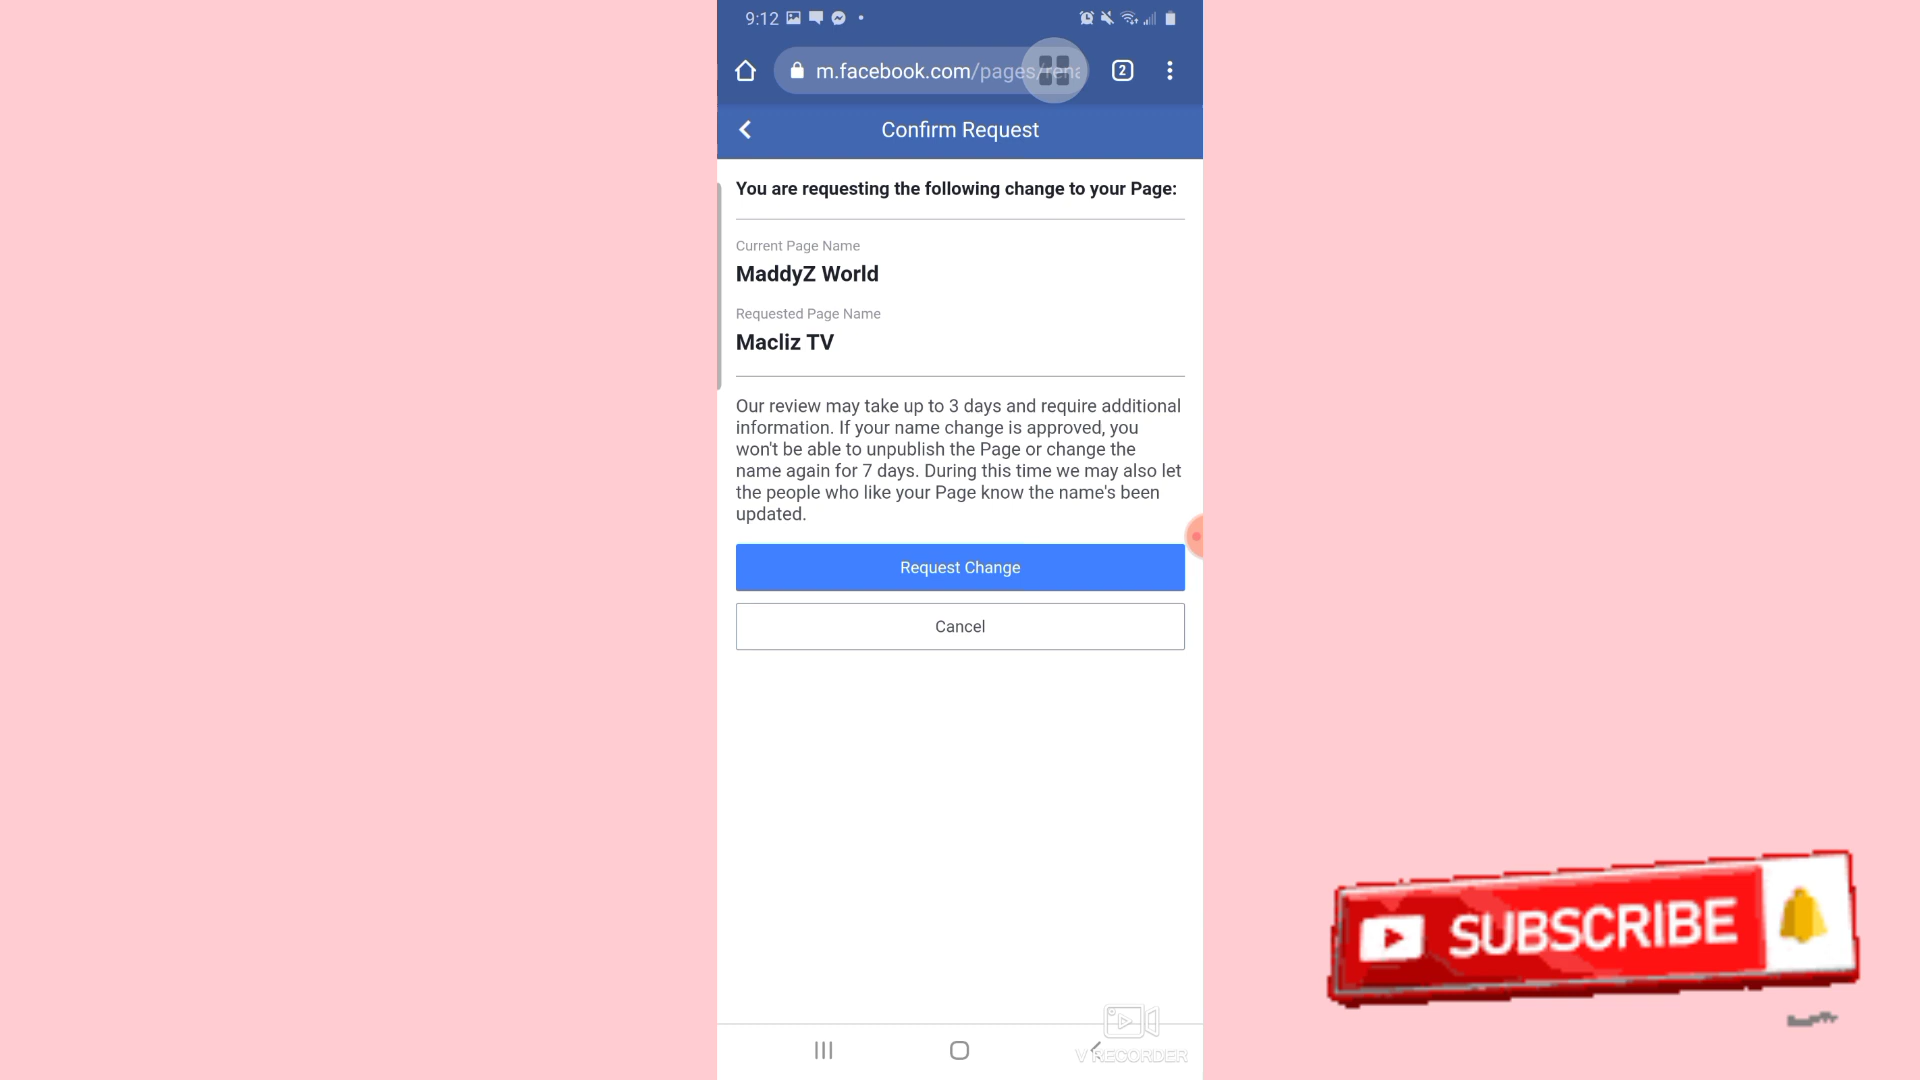 9:12
m.facebook.com/pages/rena
2
Confirm Request
You are requesting the following change to your Page:
Current Page Name
MaddyZ World
Requested Page Name
Macliz TV
Our review may take up to 3 days and require additional
information. If your name change is approved, you
won't be able to unpublish the Page or change the
name again for 7 days. During this time we may also let
the people who like your Page know the name's been
updated.
Request Change
Cancel
SUBSCRIBE
V RECORDER